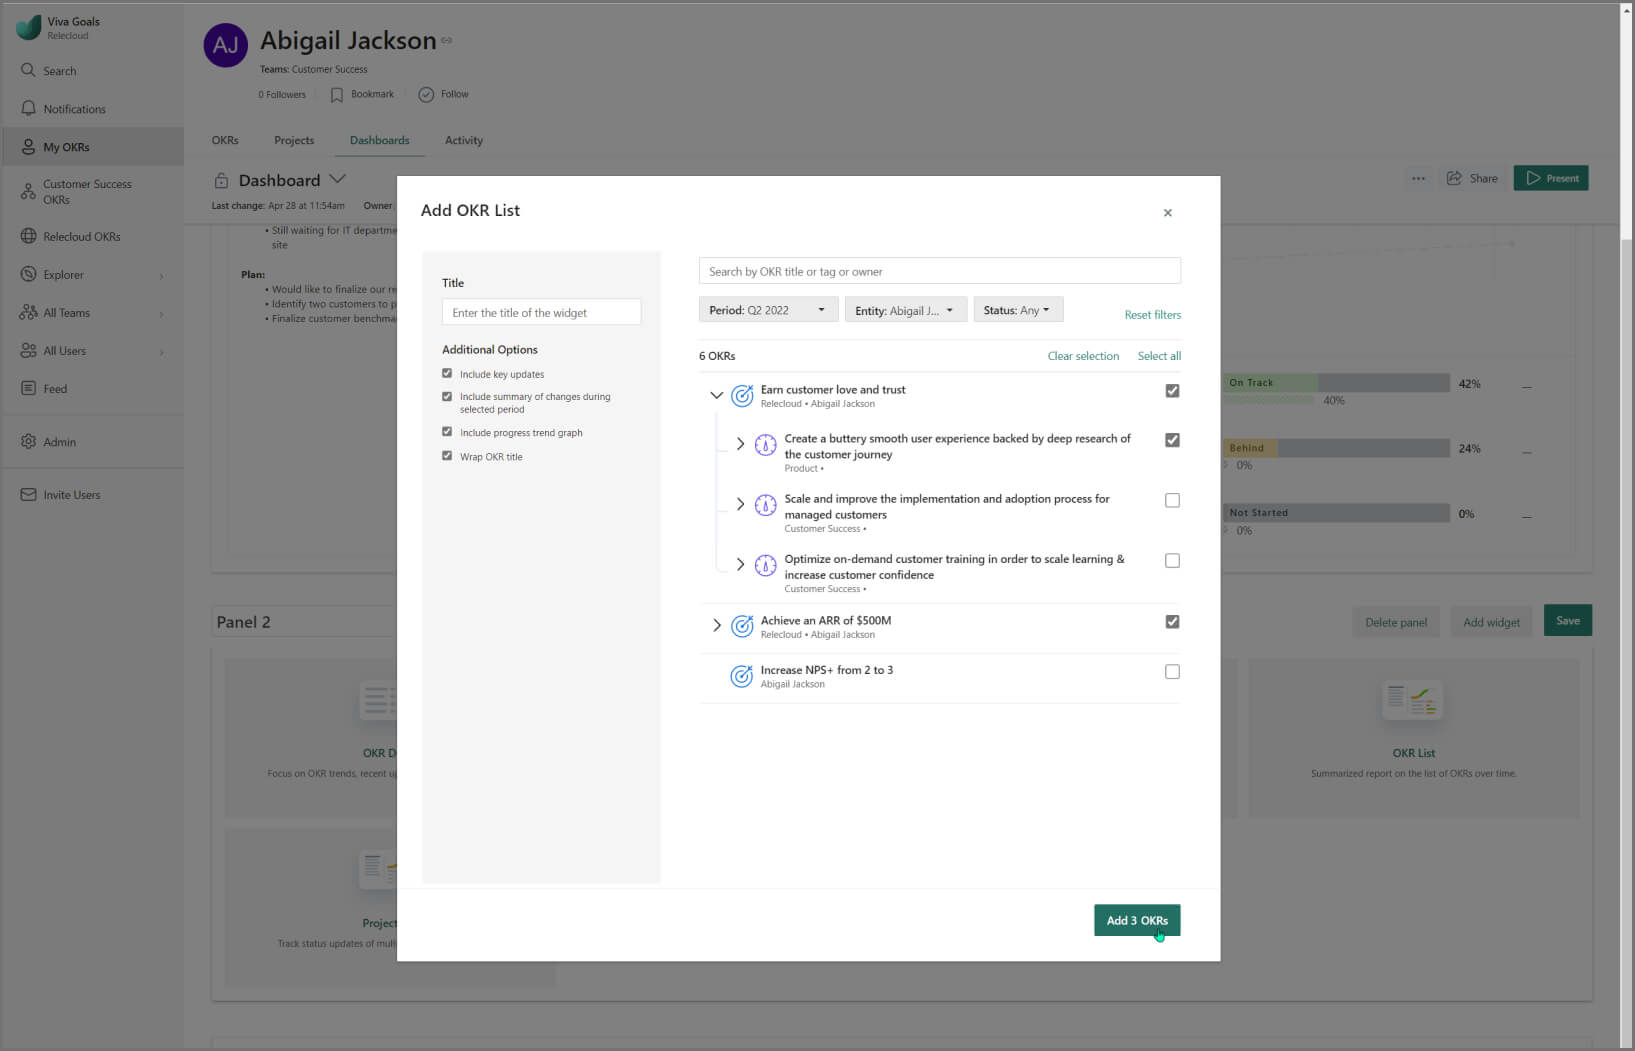 Viva Goals
Relecloud
Search
Notifications
My OKRs
Customer Success
OKRs
Relecloud OKRs
Explorer
All Teams
All Users
Feed
Admin
Invite Users
AJ
Abigail Jackson
Teams: Customer Success
0 Followers
Bookmark
Follow
OKRs
Projects
Dashboards
Activity
Dashboard
Last change: Apr 28 at 11:54am
Owner
Share
Present
• Still waiting for IT departme
site
Plan:
• Would like to finalize our re
• Identify two customers to p
• Finalize customer benchma
On Track
42%
40%
Behind
24%
0%
Not Started
0%
0%
Panel 2
Delete panel
Add widget
Save
OKR D
Focus on OKR trends, recent up
OKR List
Summarized report on the list of OKRs over time.
Project
Track status updates of mult
Add OKR List
Title
Enter the title of the widget
Additional Options
Include key updates
Include summary of changes during
selected period
Include progress trend graph
Wrap OKR title
Search by OKR title or tag or owner
Period: Q2 2022
Entity: Abigail J...
Status: Any
Reset filters
6 OKRs
Clear selection
Select all
Earn customer love and trust
Relecloud • Abigail Jackson
Create a buttery smooth user experience backed by deep research of
the customer journey
Product •
Scale and improve the implementation and adoption process for
managed customers
Customer Success •
Optimize on-demand customer training in order to scale learning &
increase customer confidence
Customer Success •
Achieve an ARR of $500M
Relecloud • Abigail Jackson
Increase NPS+ from 2 to 3
Abigail Jackson
Add 3 OKRs